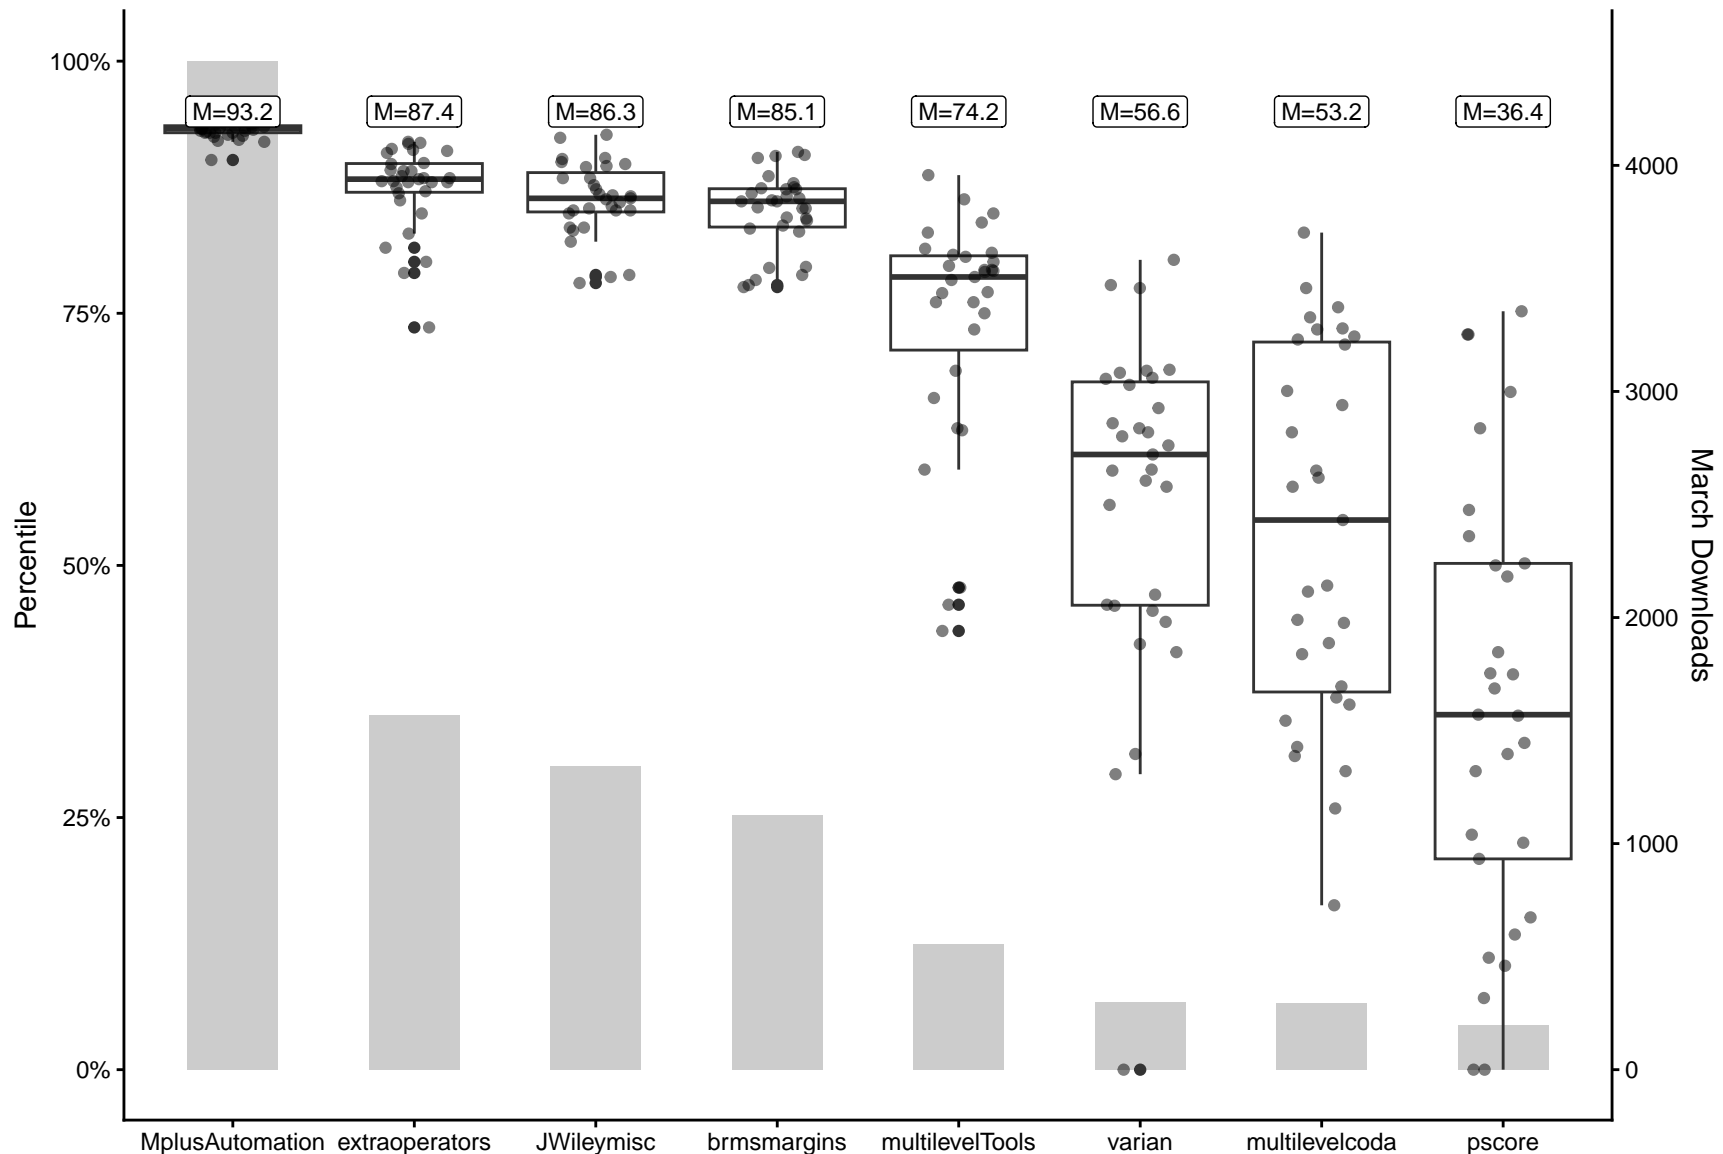 100%
75%
50%
25%
0%
Percentile
M=93.2
M=87.4
M=86.3
M=85.1
M=74.2
M=56.6
M=53.2
M=36.4
4000
3000
2000
1000
0
March Downloads
MplusAutomation
extraoperators
JWileymisc
brmsmargins
multilevelTools
varian
multilevelcoda
pscore